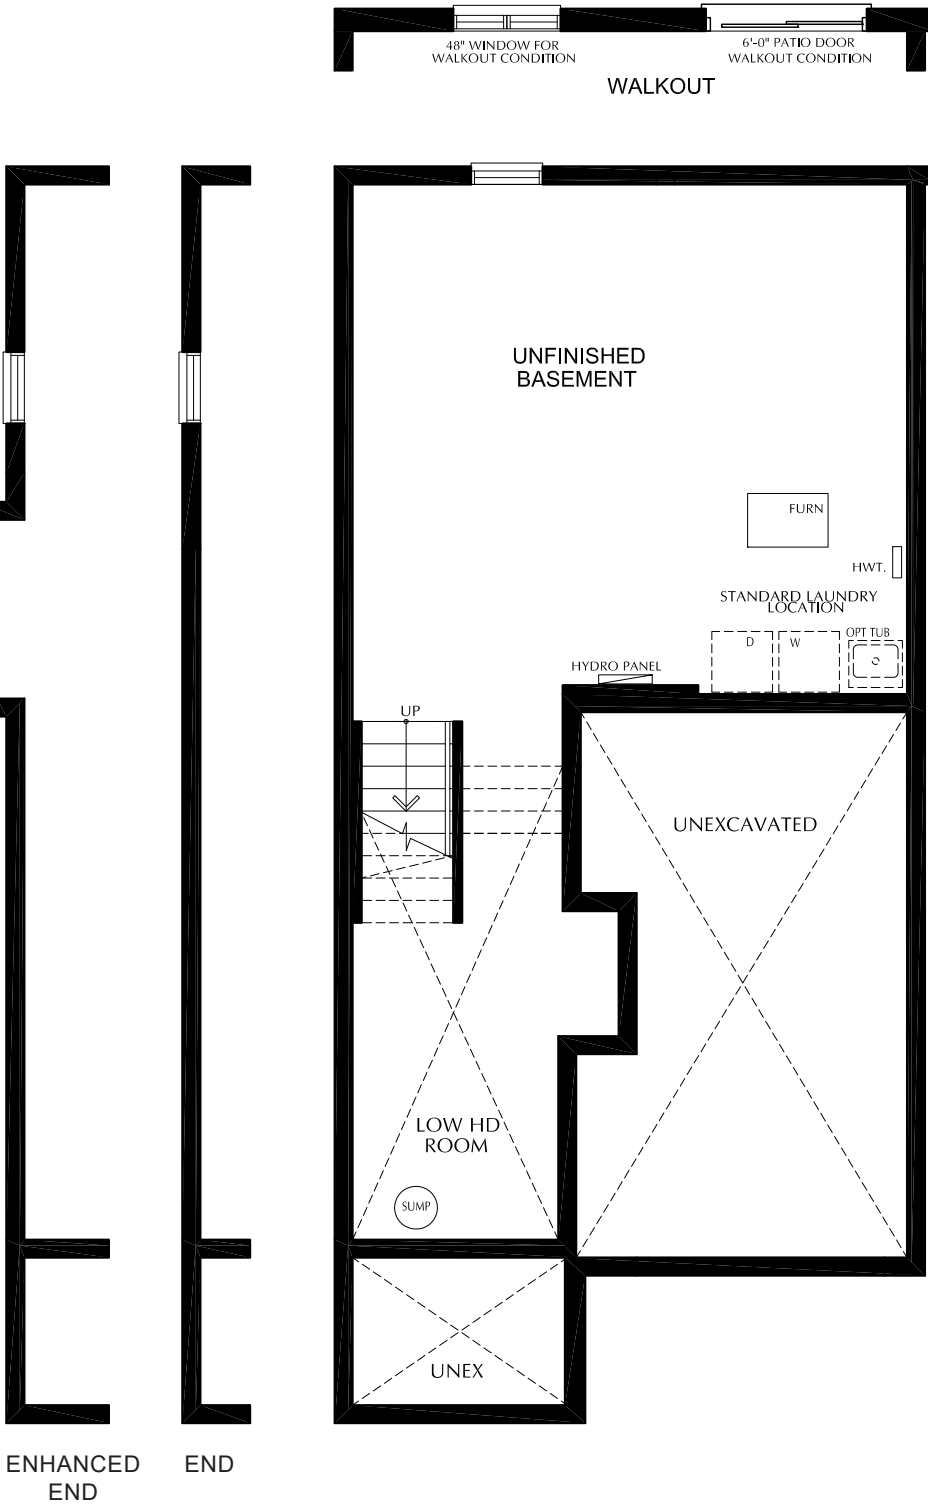 48" WINDOW FOR
WALKOUT CONDITION
6'-0" PATIO DOOR
WALKOUT CONDITION
WALKOUT
UNFINISHED
BASEMENT
FURN
HWT.
STANDARD LAUNDRY
LOCATION
D
W
OPT TUB
HYDRO PANEL
UP
UNEXCAVATED
LOW HD
ROOM
SUMP
UNEX
ENHANCED
END
END